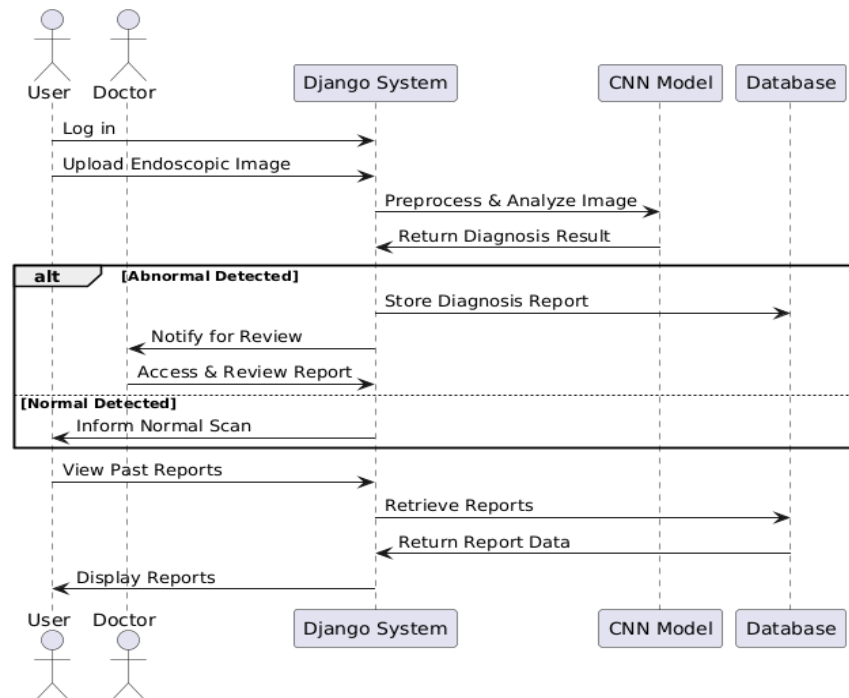 User Doctor Django System CNN Model Database
Log in
Upload Endoscopic Image
Preprocess & Analyze Image
Return Diagnosis Result
alt [Abnormal Detected]
Store Diagnosis Report
Notify for Review
Access & Review Report
[Normal Detected]
Inform Normal Scan
View Past Reports
Retrieve Reports
Return Report Data
Display Reports
User Doctor Django System CNN Model Database